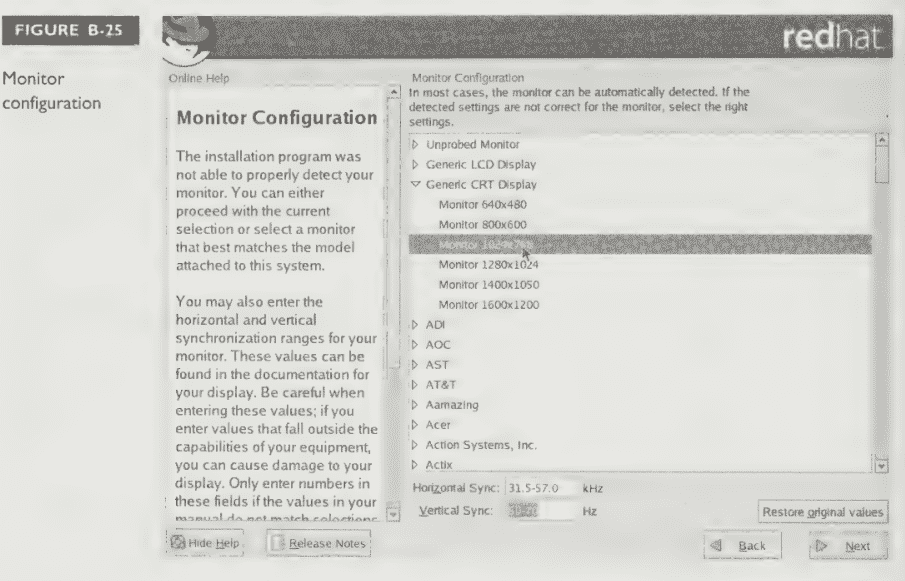 FIGURE B-25
Monitor
configuration
redhat
Online Help
Monitor Configuration
The installation program was
not able to properly detect your
monitor. You can either
proceed with the current
selection or select a monitor
that best matches the model
attached to this system.
You may also enter the
horizontal and vertical
synchronization ranges for your
monitor. These values can be
found in the documentation for
your display. Be careful when
entering these values; if you
enter values that fall outside the
capabilities of your equipment,
you can cause damage to your
display. Only enter numbers in
these fields if the values in your
manual do not match selections
Monitor Configuration
In most cases, the monitor can be automatically detected. If the
detected settings are not correct for the monitor, select the right
settings.
Unprobed Monitor
Generic LCD Display
Generic CRT Display
Monitor 640x480
Monitor 800x600
Monitor 1024x768
Monitor 1280x1024
Monitor 1400x1050
Monitor 1600x1200
ADI
AOC
AST
AT&T
Aamazing
Acer
Action Systems, Inc.
Actix
Horizontal Sync: 31.5-57.0 kHz
Vertical Sync: Hz
Restore original values
Hide Help
Release Notes
Back
Next